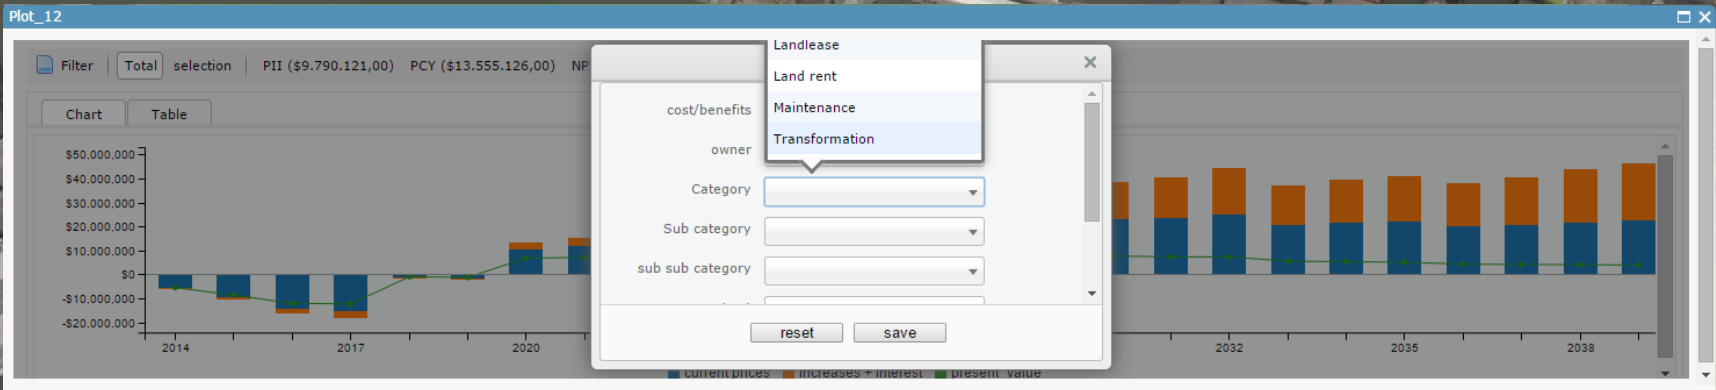 Plot_12
Filter Total selection PII ($9.790.121,00) PCY ($13.555.126,00) NP
Chart Table
$50,000,000
$40,000,000
$30,000,000
$20,000,000
$10,000,000
$0
-$10,000,000
-$20,000,000
2014 2017 2020 2032 2035 2038
current prices increases + interest present_value
Landlease
Land rent
Maintenance
Transformation
cost/benefits
owner
Category
Sub category
sub sub category
reset save